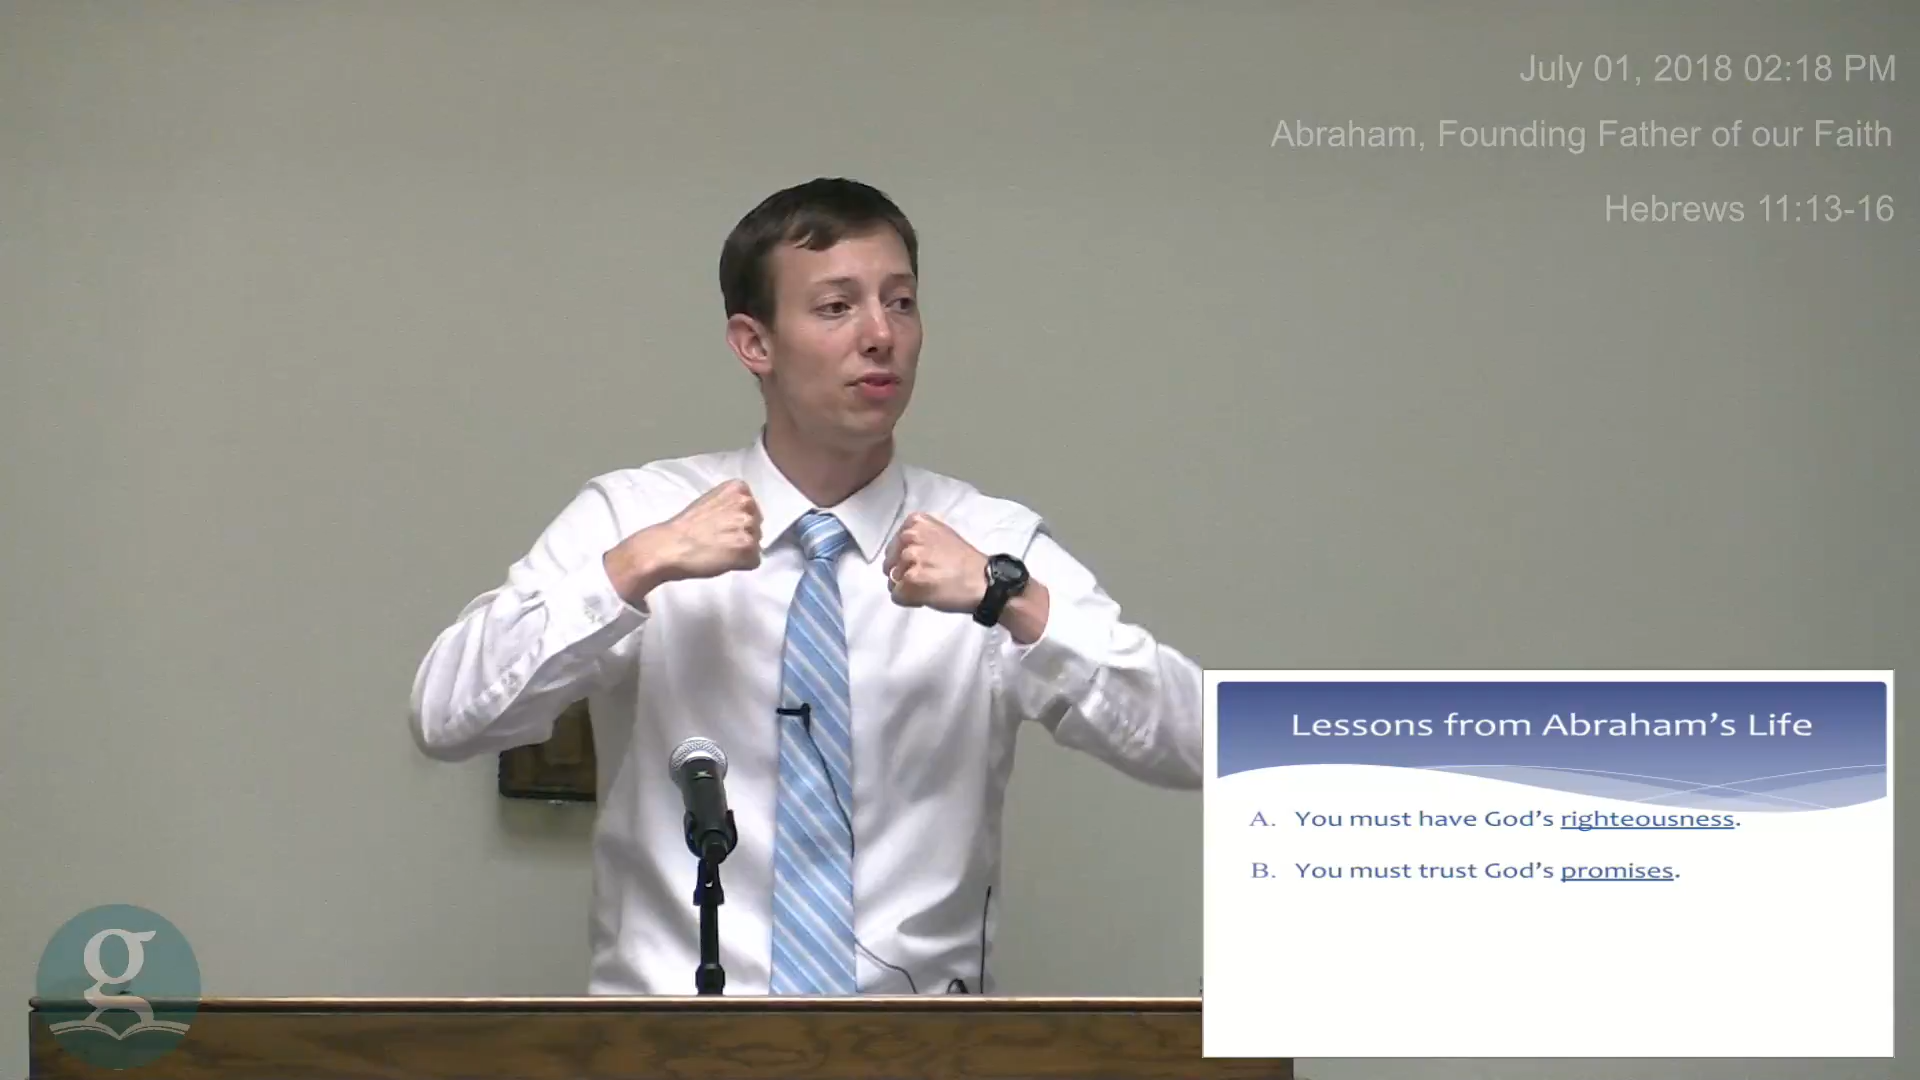 July 01, 2018 02:18 PM
Abraham, Founding Father of our Faith
Hebrews 11:13-16
Lessons from Abraham's Life
A. You must have God's righteousness.
B. You must trust God's promises.
g